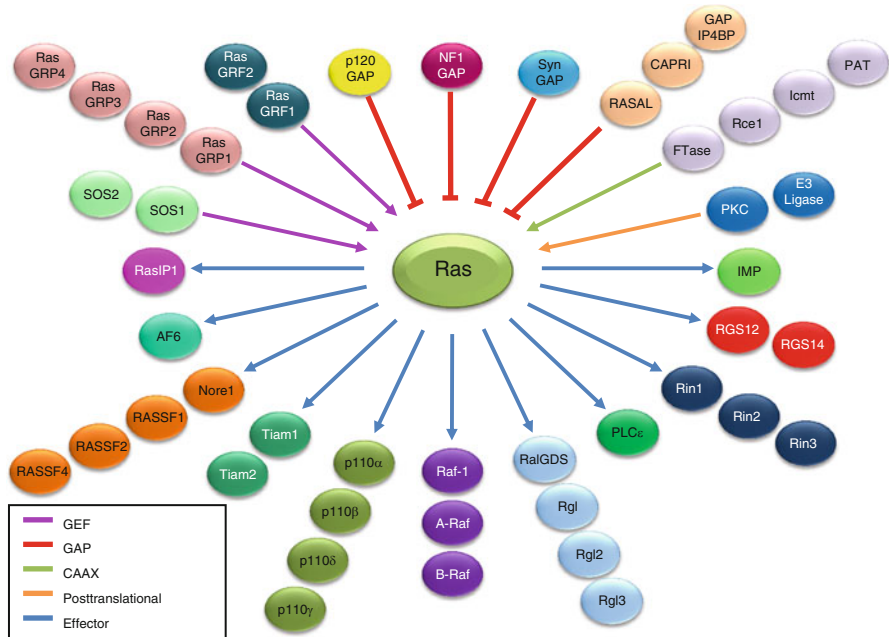 Ras
GRP4
Ras
GRP3
Ras
GRP2
Ras
GRP1
Ras
GRF2
Ras
GRF1
p120
GAP
NF1
GAP
Syn
GAP
GAP
IP4BP
CAPRI
RASAL
PAT
Icmt
Rce1
FTase
SOS2
SOS1
E3
Ligase
PKC
RasIP1
Ras
IMP
AF6
RGS12
RGS14
Nore1
RASSF1
RASSF2
RASSF4
Tiam1
Tiam2
p110α
p110β
p110δ
p110γ
Raf-1
A-Raf
B-Raf
RalGDS
Rgl
Rgl2
Rgl3
PLCε
Rin1
Rin2
Rin3
GEF
GAP
CAAX
Posttranslational
Effector